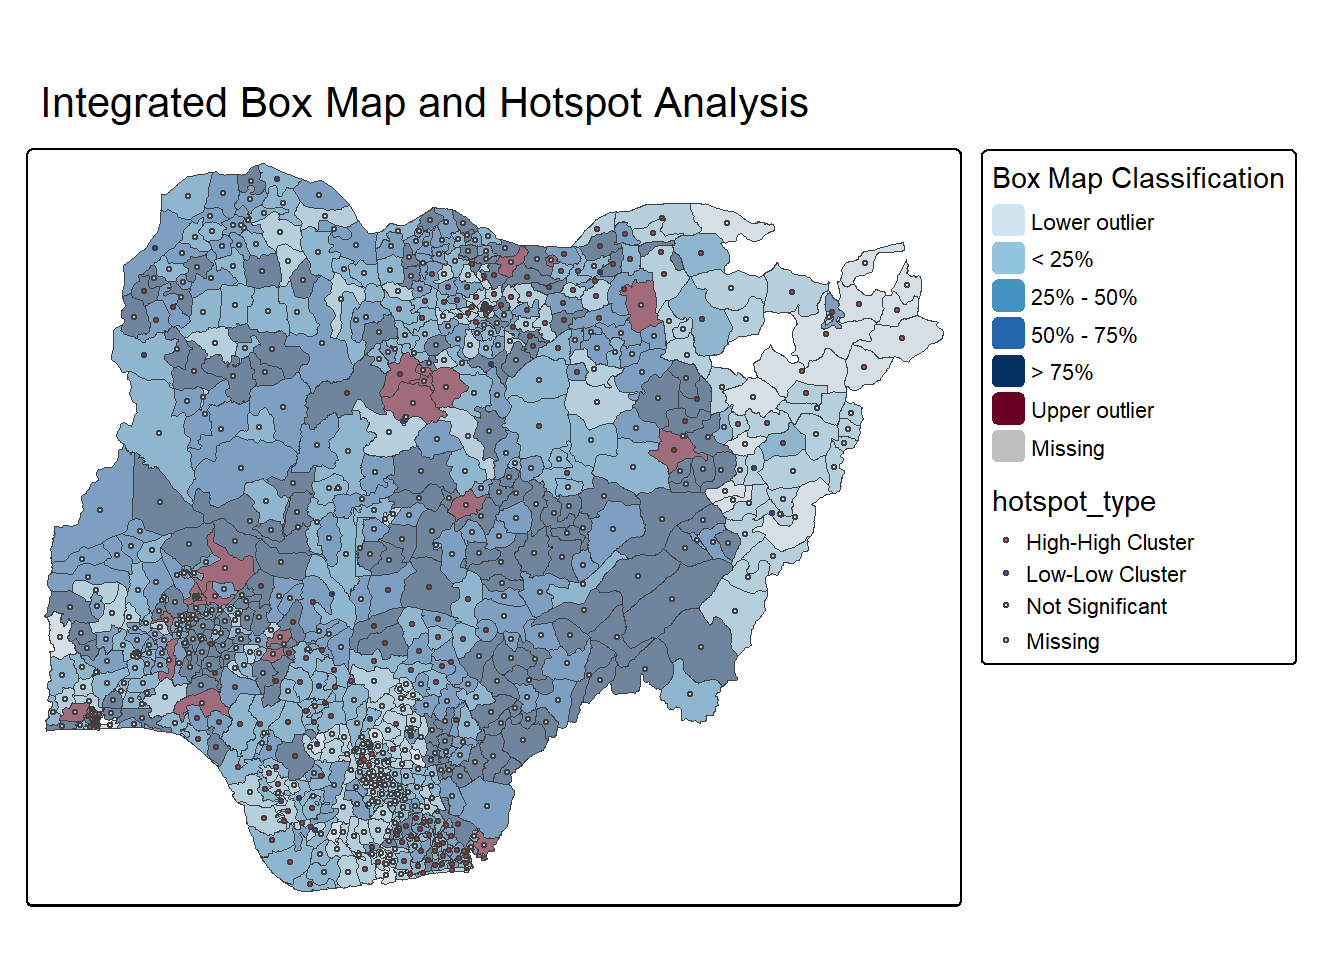 Integrated Box Map and Hotspot Analysis
Box Map Classification
Lower outlier
< 25%
25% - 50%
50% - 75%
> 75%
Upper outlier
Missing
hotspot_type
High-High Cluster
Low-Low Cluster
Not Significant
Missing